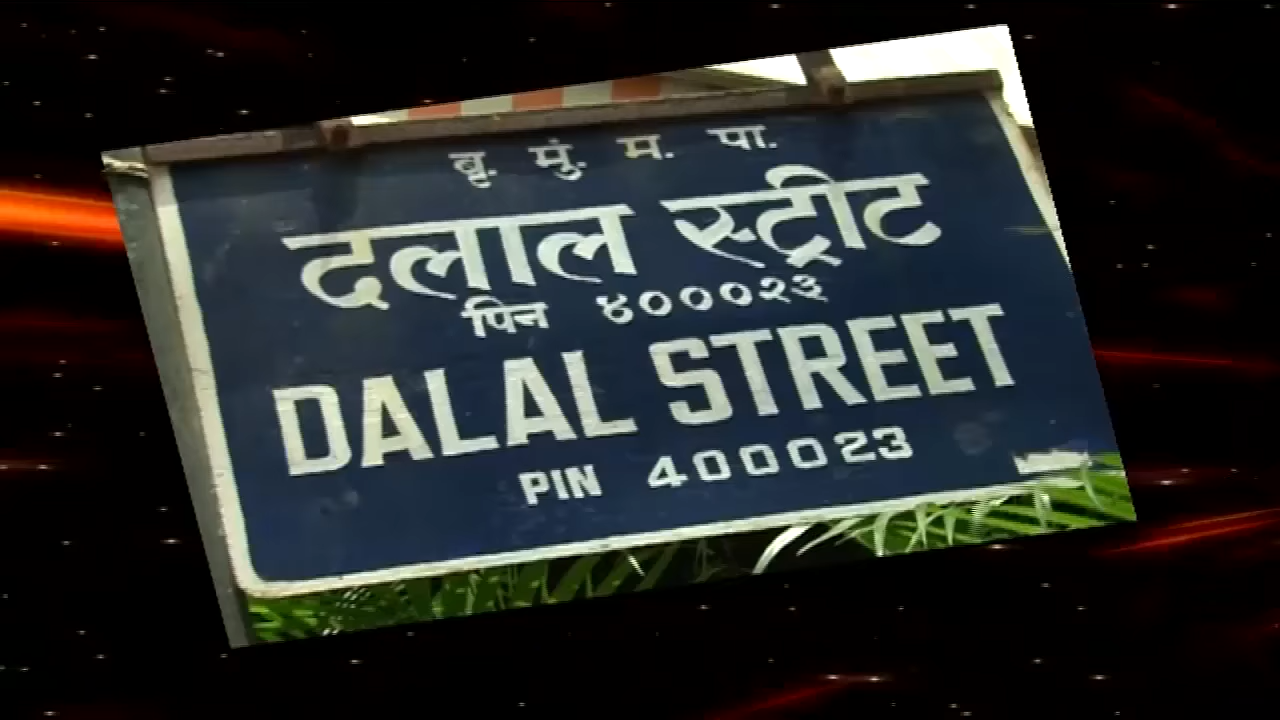 बृ. मुं. म. पा.
दलाल स्ट्रीट
पिन ४०००२३
DALAL STREET
PIN 400023